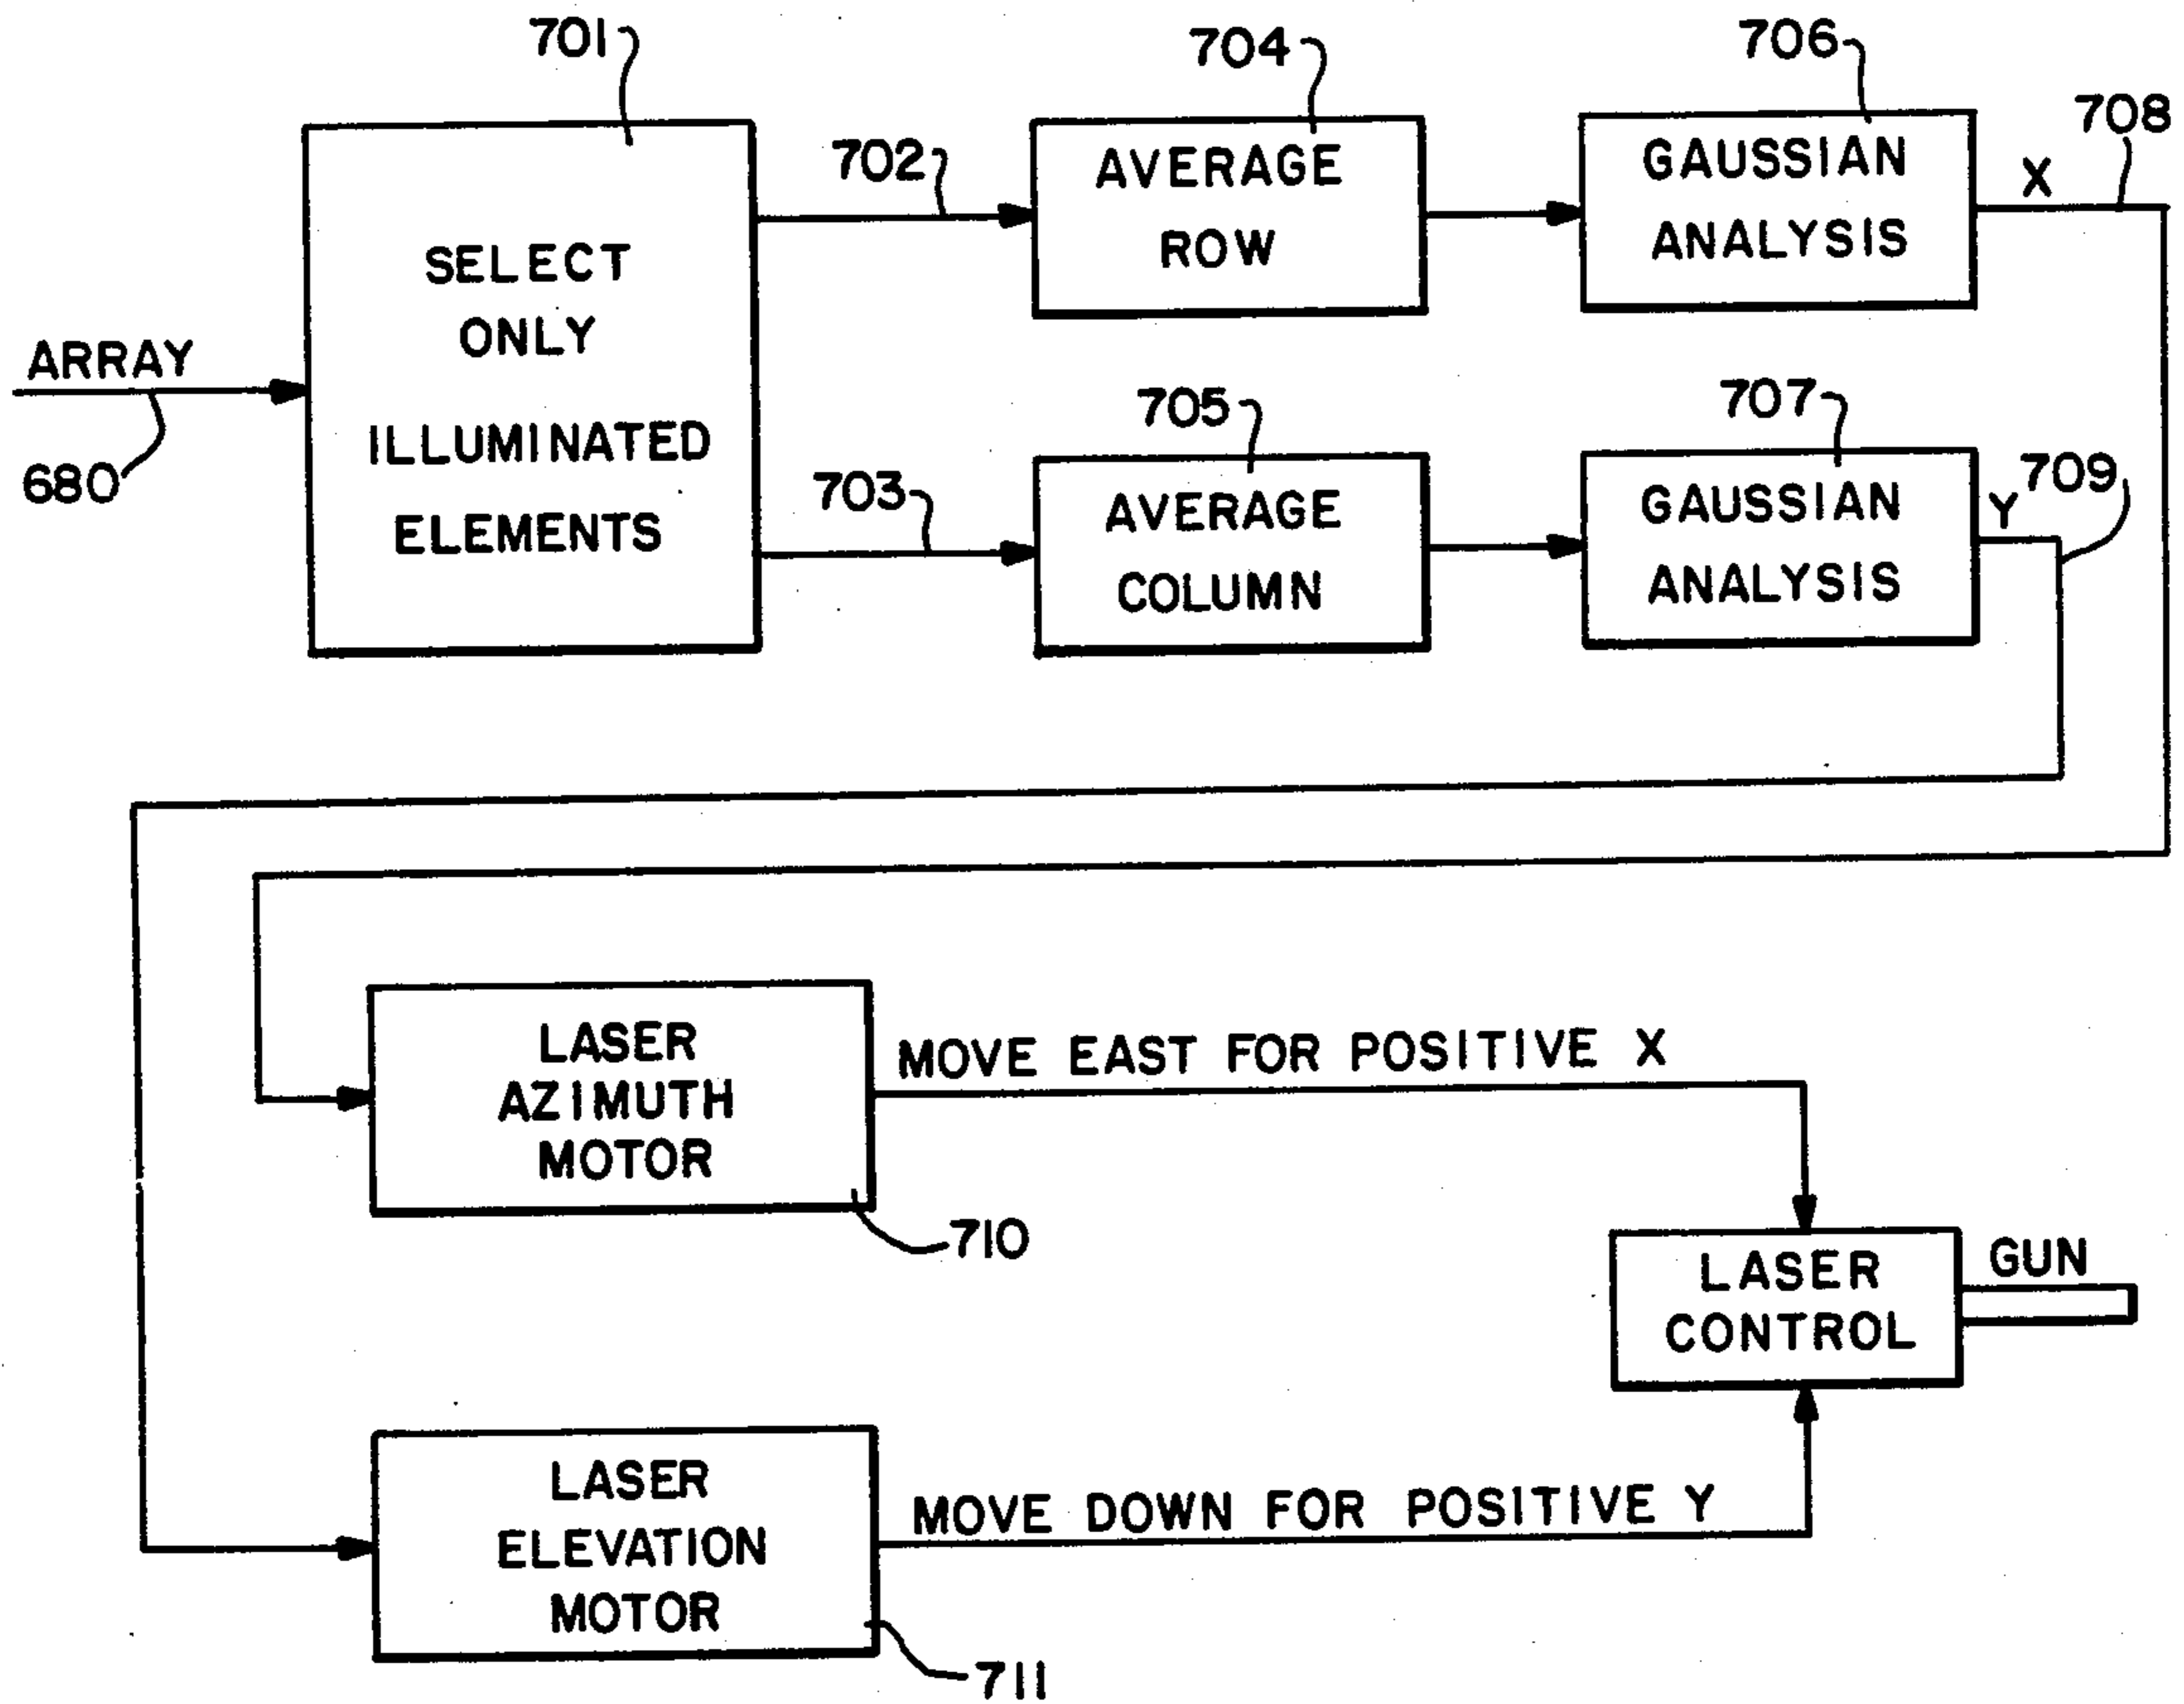 701
704
706
708
702
AVERAGE
ROW
GAUSSIAN
ANALYSIS
X
SELECT
ONLY
ILLUMINATED
ELEMENTS
ARRAY
680
705
707
709
703
AVERAGE
COLUMN
GAUSSIAN
ANALYSIS
Y
LASER
AZIMUTH
MOTOR
MOVE EAST FOR POSITIVE X
710
LASER
CONTROL
GUN
LASER
ELEVATION
MOTOR
MOVE DOWN FOR POSITIVE Y
711